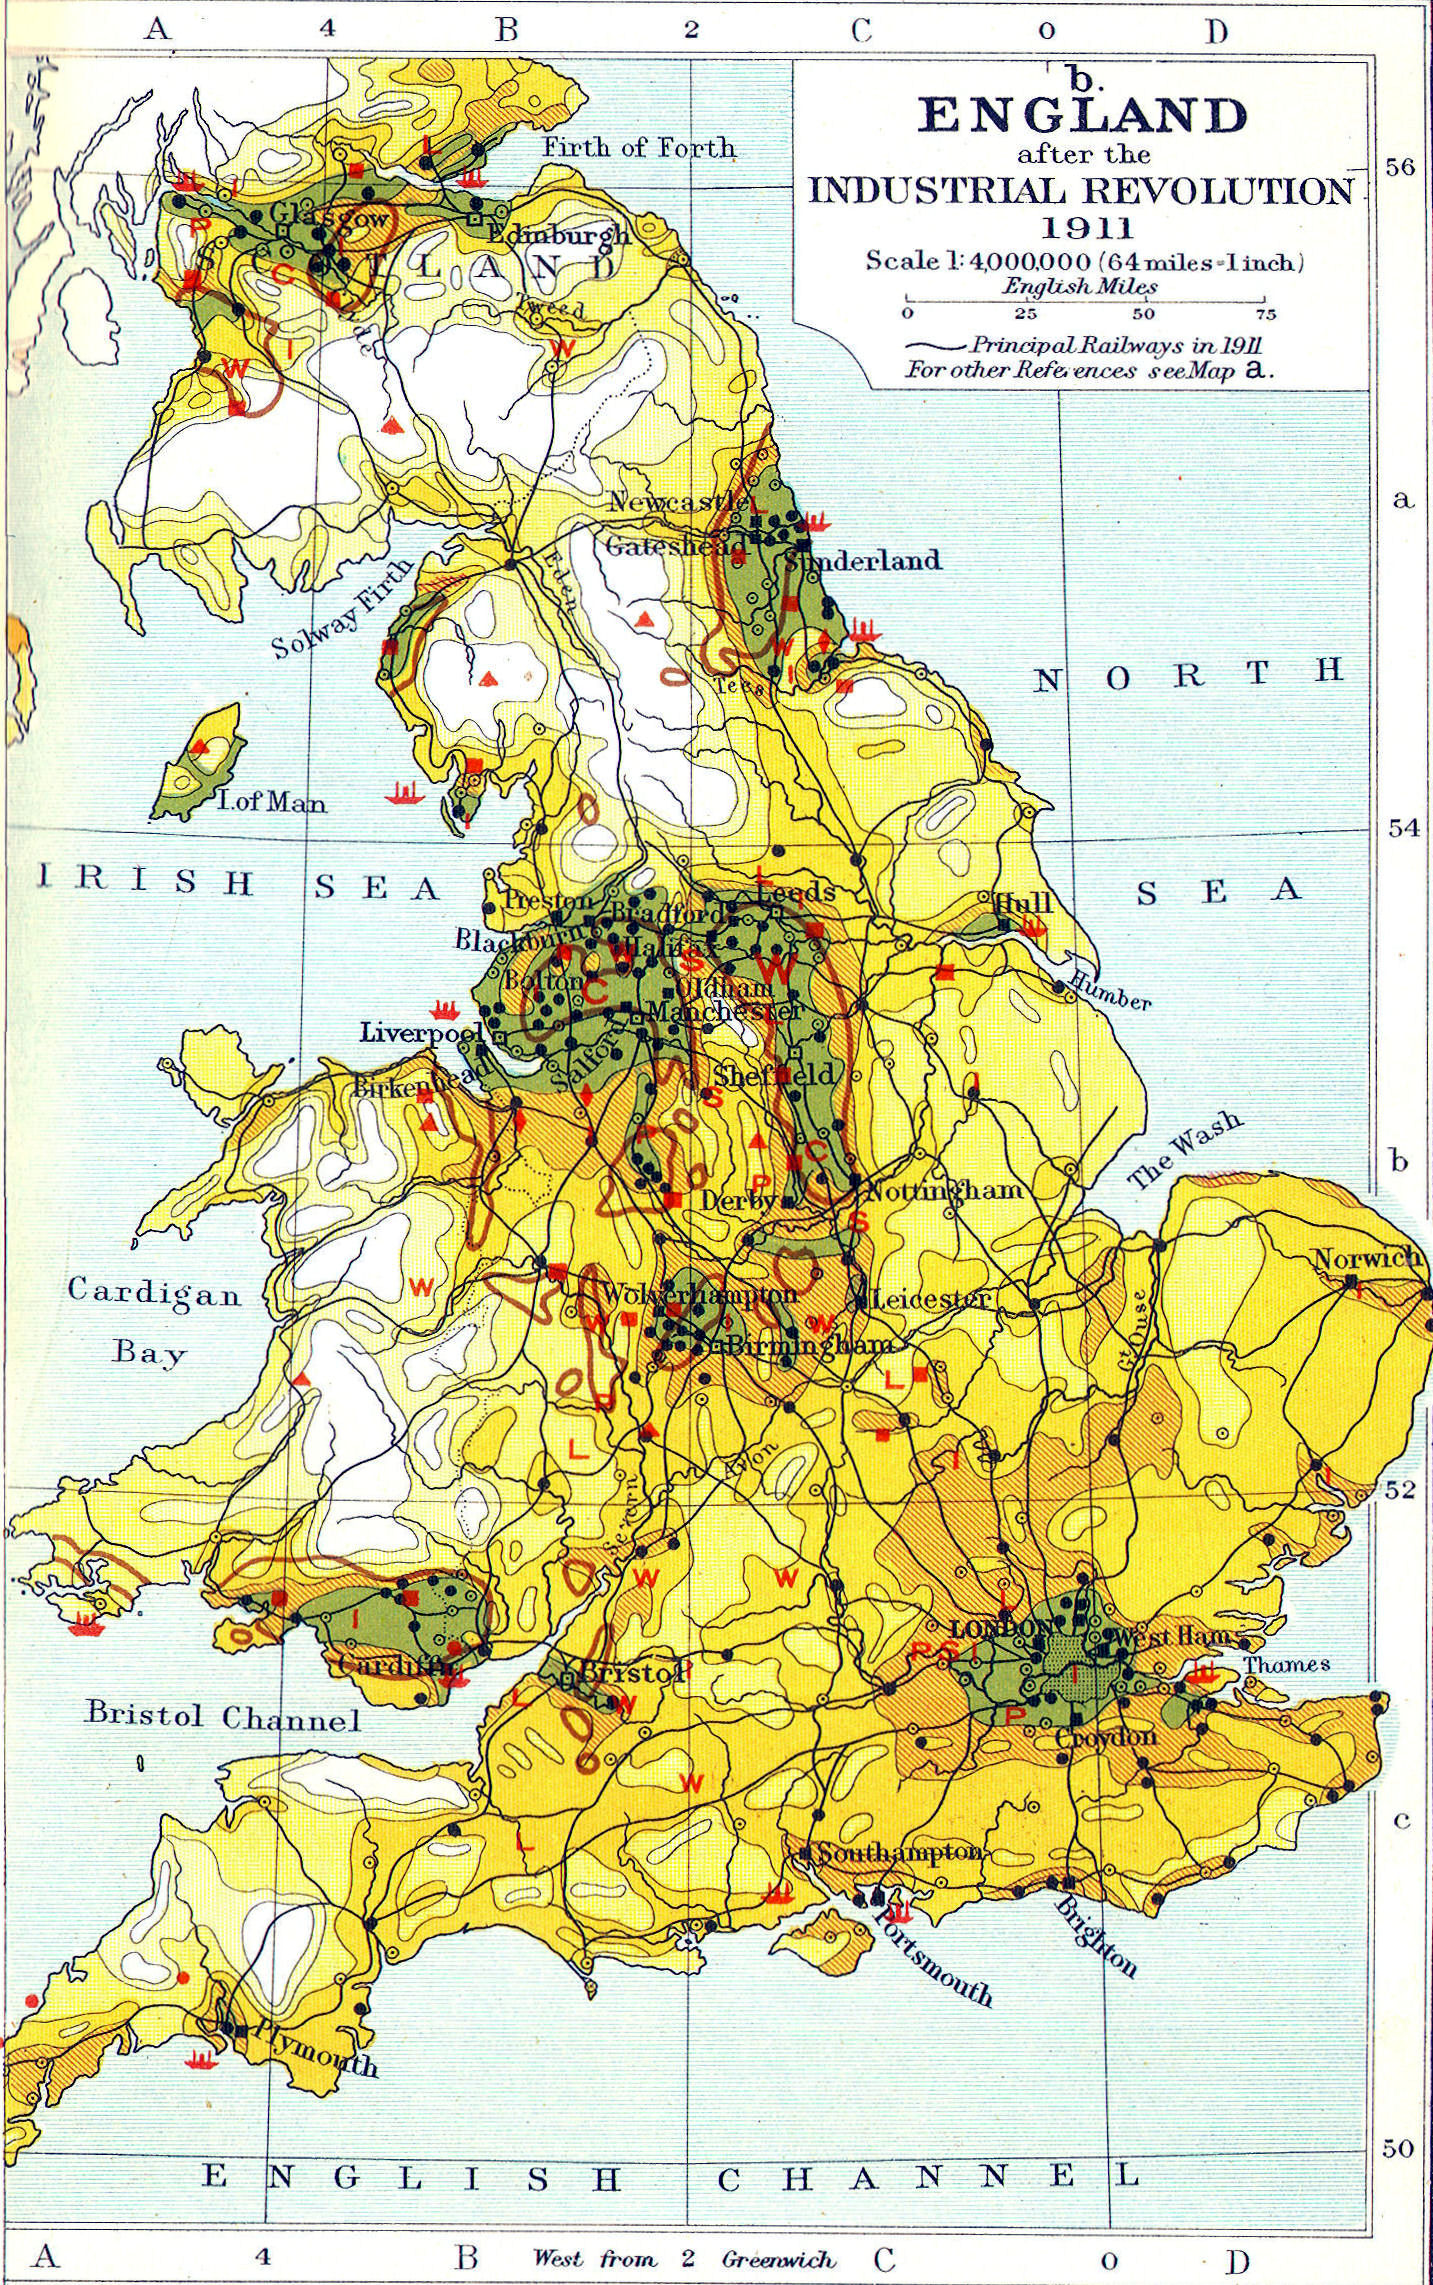 A 4 B 2 C 0 D
b.
ENGLAND
after the
INDUSTRIAL REVOLUTION
1911
Scale 1:4,000,000 (64 miles=1 inch)
English Miles
0 25 50 75
Principal Railways in 1911
For other References see Map a.
56
Firth of Forth
L
I
P
Glasgow
Edinburgh
SCOTLAND
C
Tweed
Clyde
I
W
W
a
Newcastle
L
Gateshead
Sunderland
Eden
Solway Firth
W
I
Tees
NORTH
I. of Man
I
54
IRISH SEA
SEA
L
I
Leeds
Preston
Bradford
Hull
Blackburn
Halifax
W
S
W
Bolton
C
Oldham
Humber
Manchester
L
Liverpool
Salford
Birkenhead
Sheffield
S
I
P
C
The Wash
b
P
Derby
Nottingham
S
Norwich
I
Cardigan
Bay
W
Wolverhampton
I
Leicester
W
W
Gt. Ouse
Birmingham
L
P
L
Avon
I
I
52
Severn
W
W
I
L
LONDON
West Ham
P S I
I
Thames
Cardiff
Bristol
P
L
W
P
Croydon
Bristol Channel
W
c
L
Southampton
Portsmouth
Brighton
Plymouth
50
ENGLISH CHANNEL
A 4 B West from 2 Greenwich C 0 D